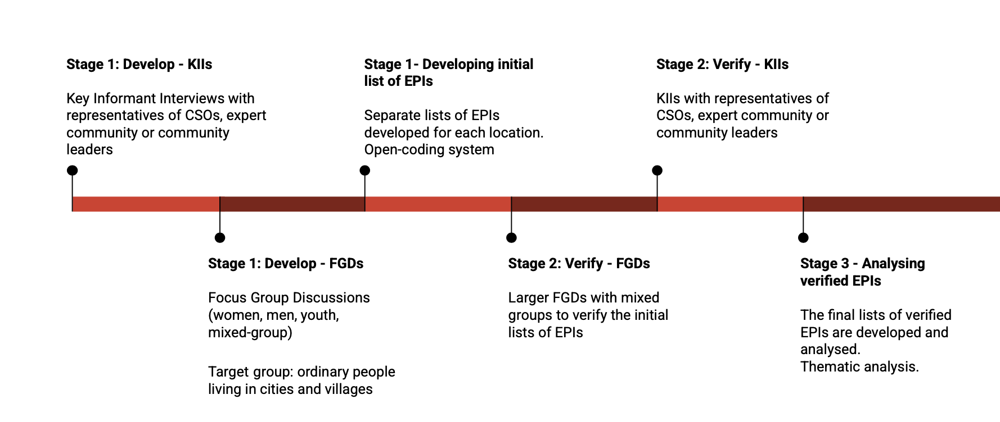 Stage 1: Develop - KIIs
Key Informant Interviews with
representatives of CSOs, expert
community or community
leaders
Stage 1- Developing initial
list of EPIs
Separate lists of EPIs
developed for each location.
Open-coding system
Stage 2: Verify - KIIs
KIIs with representatives of
CSOs, expert community or
community leaders
Stage 1: Develop - FGDs
Focus Group Discussions
(women, men, youth,
mixed-group)
Target group: ordinary people
living in cities and villages
Stage 2: Verify - FGDs
Larger FGDs with mixed
groups to verify the initial
lists of EPIs
Stage 3 - Analysing
verified EPIs
The final lists of verified
EPIs are developed and
analysed.
Thematic analysis.